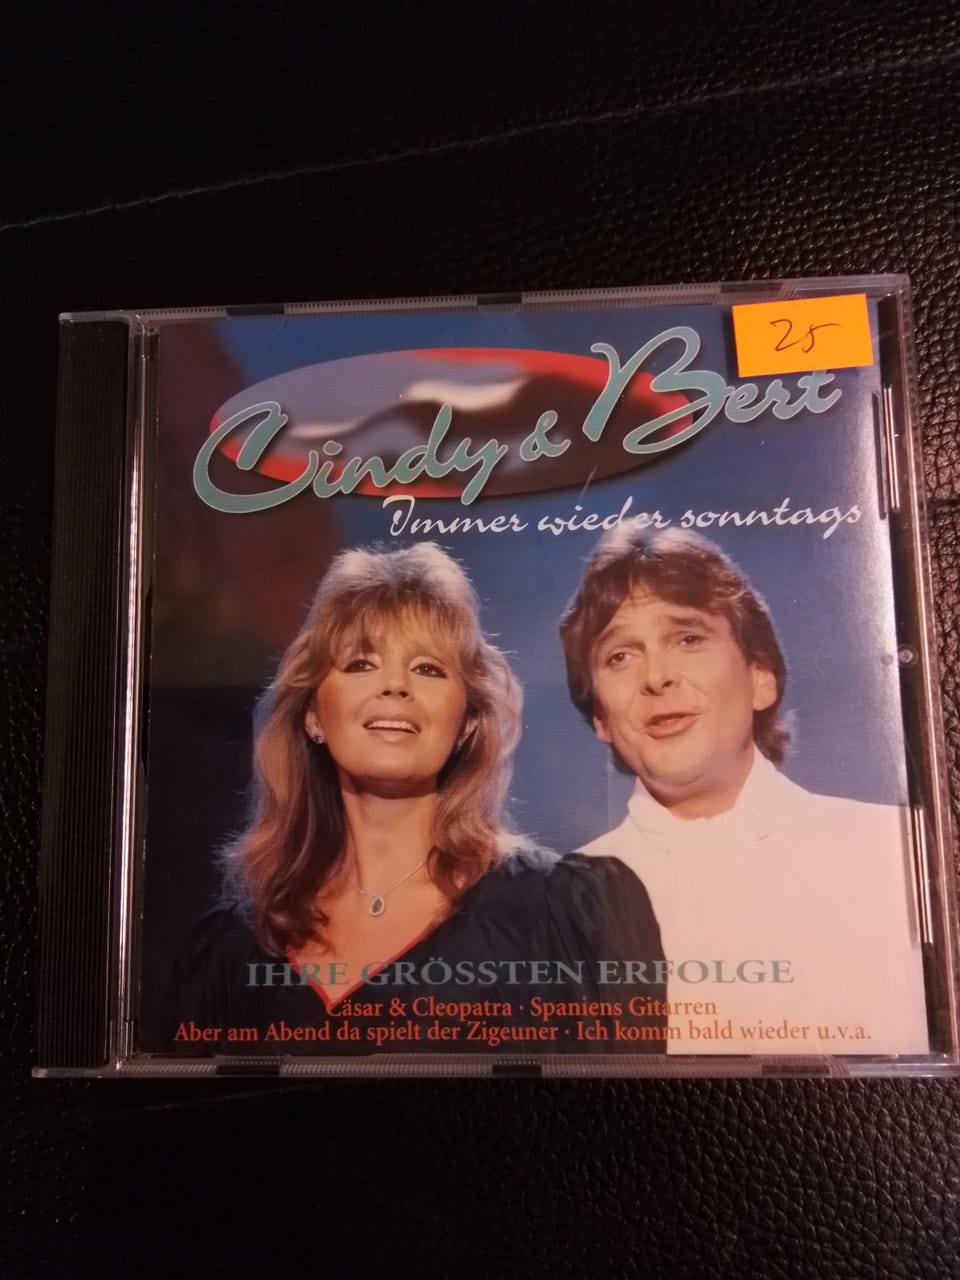 25
Cindy & Bert
Immer wieder sonntags
IHRE GRÖSSTEN ERFOLGE
Cäsar & Cleopatra · Spaniens Gitarren
Aber am Abend da spielt der Zigeuner · Ich komm bald wieder u.v.a.